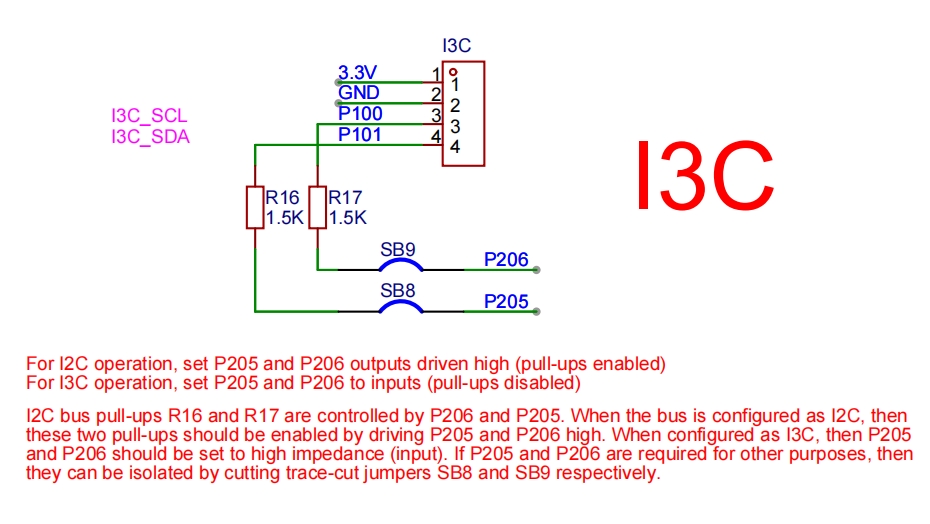 I3C
3.3V 1 1
GND 2 2
P100 3 3
P101 4 4
I3C_SCL
I3C_SDA
I3C
R16 R17
1.5K 1.5K
SB9 P206
SB8 P205
For I2C operation, set P205 and P206 outputs driven high (pull-ups enabled)
For I3C operation, set P205 and P206 to inputs (pull-ups disabled)
I2C bus pull-ups R16 and R17 are controlled by P206 and P205. When the bus is configured as I2C, then
these two pull-ups should be enabled by driving P205 and P206 high. When configured as I3C, then P205
and P206 should be set to high impedance (input). If P205 and P206 are required for other purposes, then
they can be isolated by cutting trace-cut jumpers SB8 and SB9 respectively.